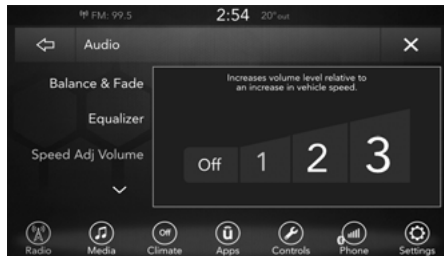 FM: 99.5
2:54
20°out
Audio
Balance & Fade
Equalizer
Speed Adj Volume
Increases volume level relative to
an increase in vehicle speed.
Off
1
2
3
Radio
Media
Off
Climate
ū
Apps
Controls
Phone
Settings